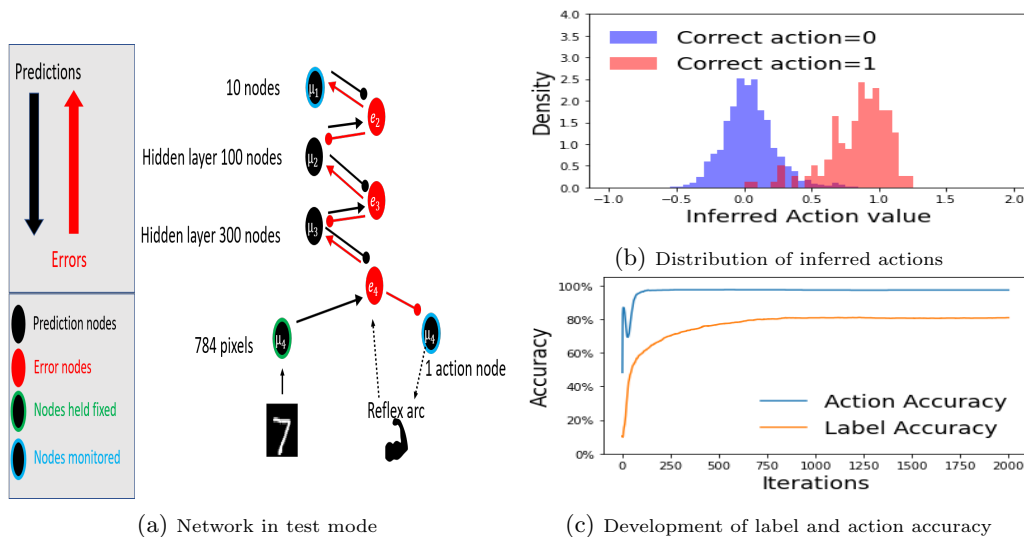 Predictions
Errors
Prediction nodes
Error nodes
Nodes held fixed
Nodes monitored
10 nodes
μ1
e2
Hidden layer 100 nodes
μ2
e3
Hidden layer 300 nodes
μ3
e4
784 pixels
μ4
μ4
1 action node
Reflex arc
7
(a) Network in test mode
4.0
3.5
3.0
2.5
2.0
1.5
1.0
0.5
0.0
Density
Correct action=0
Correct action=1
−1.0 −0.5 0.0 0.5 1.0 1.5 2.0
Inferred Action value
(b) Distribution of inferred actions
100%
80%
60%
40%
20%
0%
Accuracy
Action Accuracy
Label Accuracy
0 250 500 750 1000 1250 1500 1750 2000
Iterations
(c) Development of label and action accuracy